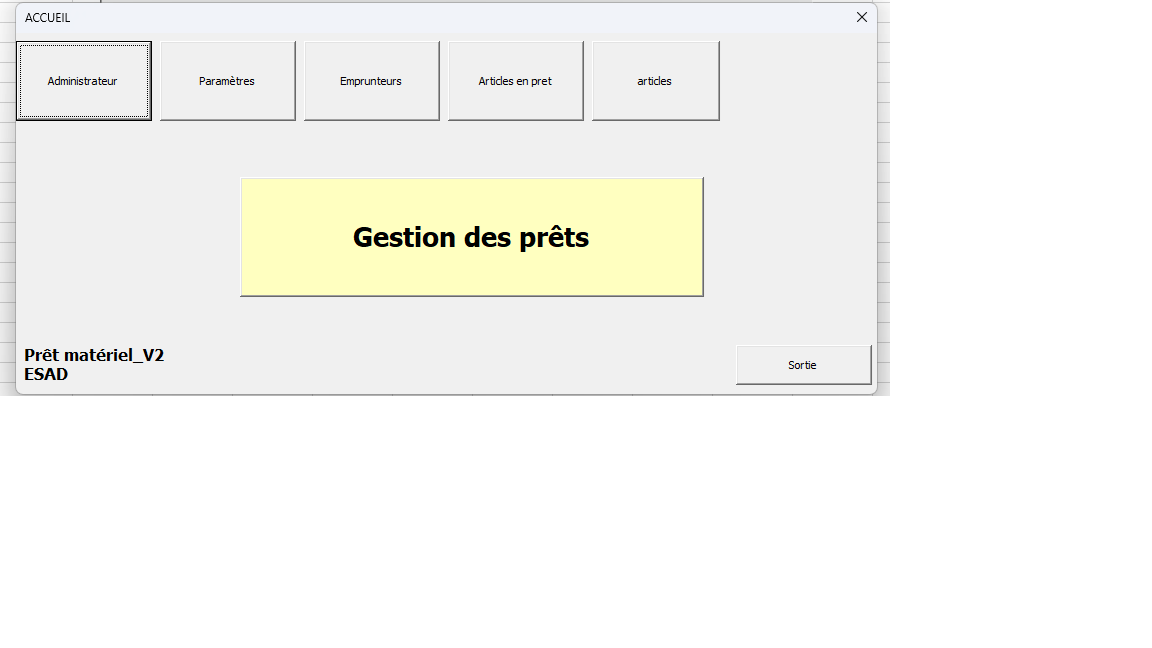 ACCUEIL
Administrateur
Paramètres
Emprunteurs
Articles en pret
articles
Gestion des prêts
Prêt matériel_V2
ESAD
Sortie